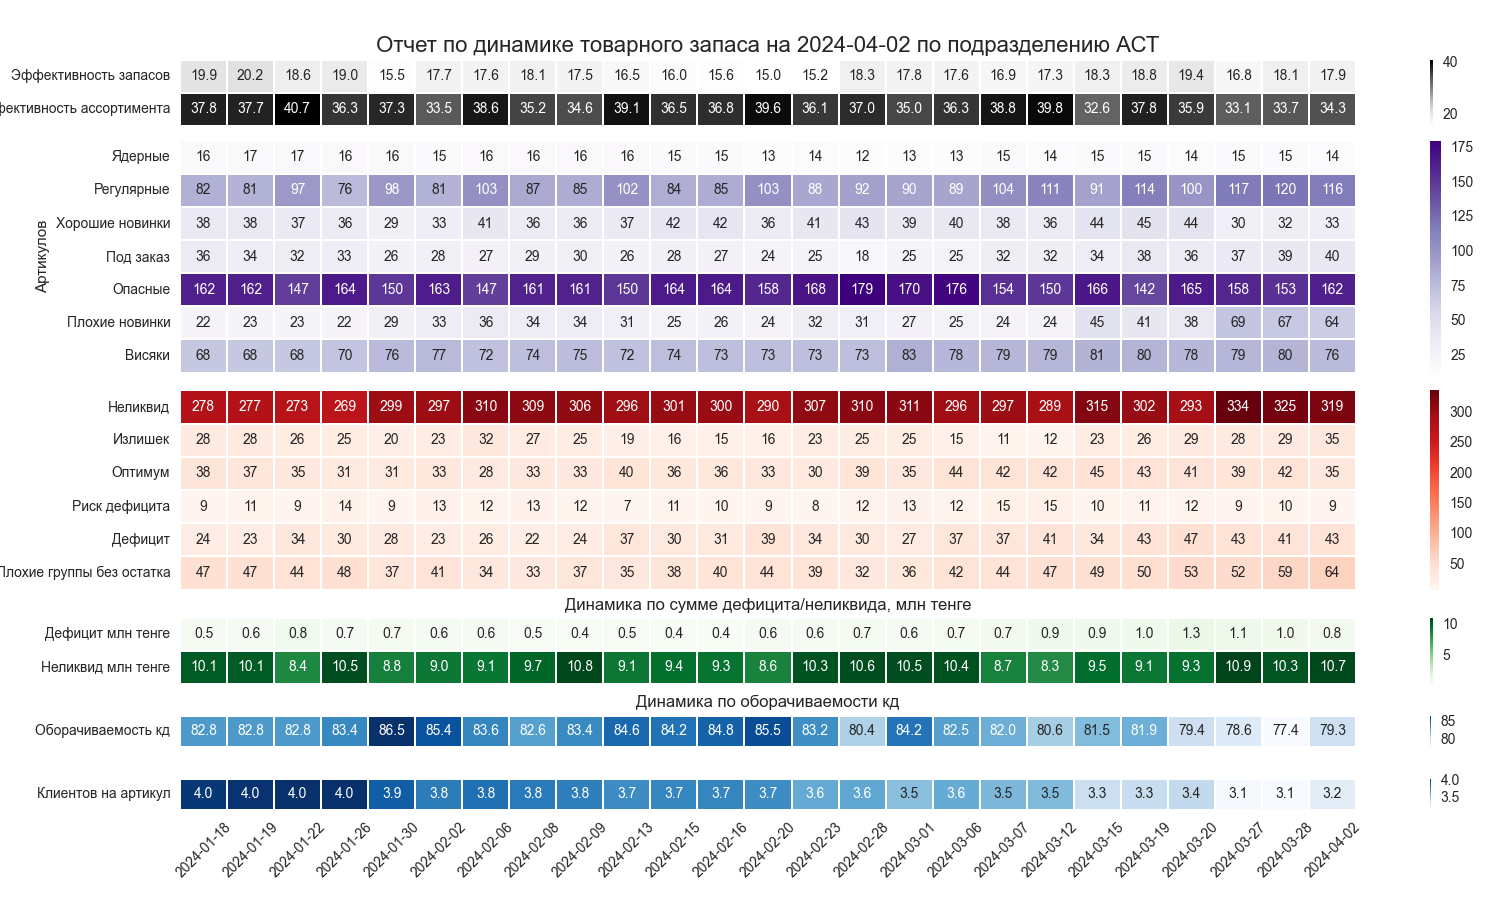 Отчет по динамике товарного запаса на 2024-04-02 по подразделению АСТ
Эффективность запасов 19.9 20.2 18.6 19.0 15.5 17.7 17.6 18.1 17.5 16.5 16.0 15.6 15.0 15.2 18.3 17.8 17.6 16.9 17.3 18.3 18.8 19.4 16.8 18.1 17.9
фективность ассортимента 37.8 37.7 40.7 36.3 37.3 33.5 38.6 35.2 34.6 39.1 36.5 36.8 39.6 36.1 37.0 35.0 36.3 38.8 39.8 32.6 37.8 35.9 33.1 33.7 34.3
40
20
Артикулов
Ядерные 16 17 17 16 16 15 16 16 16 16 15 15 13 14 12 13 13 15 14 15 15 14 15 15 14
Регулярные 82 81 97 76 98 81 103 87 85 102 84 85 103 88 92 90 89 104 111 91 114 100 117 120 116
Хорошие новинки 38 38 37 36 29 33 41 36 36 37 42 42 36 41 43 39 40 38 36 44 45 44 30 32 33
Под заказ 36 34 32 33 26 28 27 29 30 26 28 27 24 25 18 25 25 32 32 34 38 36 37 39 40
Опасные 162 162 147 164 150 163 147 161 161 150 164 164 158 168 179 170 176 154 150 166 142 165 158 153 162
Плохие новинки 22 23 23 22 29 33 36 34 34 31 25 26 24 32 31 27 25 24 24 45 41 38 69 67 64
Висяки 68 68 68 70 76 77 72 74 75 72 74 73 73 73 73 83 78 79 79 81 80 78 79 80 76
175
150
125
100
75
50
25
Неликвид 278 277 273 269 299 297 310 309 306 296 301 300 290 307 310 311 296 297 289 315 302 293 334 325 319
Излишек 28 28 26 25 20 23 32 27 25 19 16 15 16 23 25 25 15 11 12 23 26 29 28 29 35
Оптимум 38 37 35 31 31 33 28 33 33 40 36 36 33 30 39 35 44 42 42 45 43 41 39 42 35
Риск дефицита 9 11 9 14 9 13 12 13 12 7 11 10 9 8 12 13 12 15 15 10 11 12 9 10 9
Дефицит 24 23 34 30 28 23 26 22 24 37 30 31 39 34 30 27 37 37 41 34 43 47 43 41 43
Плохие группы без остатка 47 47 44 48 37 41 34 33 37 35 38 40 44 39 32 36 42 44 47 49 50 53 52 59 64
300
250
200
150
100
50
Динамика по сумме дефицита/неликвида, млн тенге
Дефицит млн тенге 0.5 0.6 0.8 0.7 0.7 0.6 0.6 0.5 0.4 0.5 0.4 0.4 0.6 0.6 0.7 0.6 0.7 0.7 0.9 0.9 1.0 1.3 1.1 1.0 0.8
Неликвид млн тенге 10.1 10.1 8.4 10.5 8.8 9.0 9.1 9.7 10.8 9.1 9.4 9.3 8.6 10.3 10.6 10.5 10.4 8.7 8.3 9.5 9.1 9.3 10.9 10.3 10.7
10
5
Динамика по оборачиваемости кд
Оборачиваемость кд 82.8 82.8 82.8 83.4 86.5 85.4 83.6 82.6 83.4 84.6 84.2 84.8 85.5 83.2 80.4 84.2 82.5 82.0 80.6 81.5 81.9 79.4 78.6 77.4 79.3
85
80
Клиентов на артикул 4.0 4.0 4.0 4.0 3.9 3.8 3.8 3.8 3.8 3.7 3.7 3.7 3.7 3.6 3.6 3.5 3.6 3.5 3.5 3.3 3.3 3.4 3.1 3.1 3.2
4.0
3.5
2024-01-18 2024-01-19 2024-01-22 2024-01-26 2024-01-30 2024-02-02 2024-02-06 2024-02-08 2024-02-09 2024-02-13 2024-02-15 2024-02-16 2024-02-20 2024-02-23 2024-02-28 2024-03-01 2024-03-06 2024-03-07 2024-03-12 2024-03-15 2024-03-19 2024-03-20 2024-03-27 2024-03-28 2024-04-02